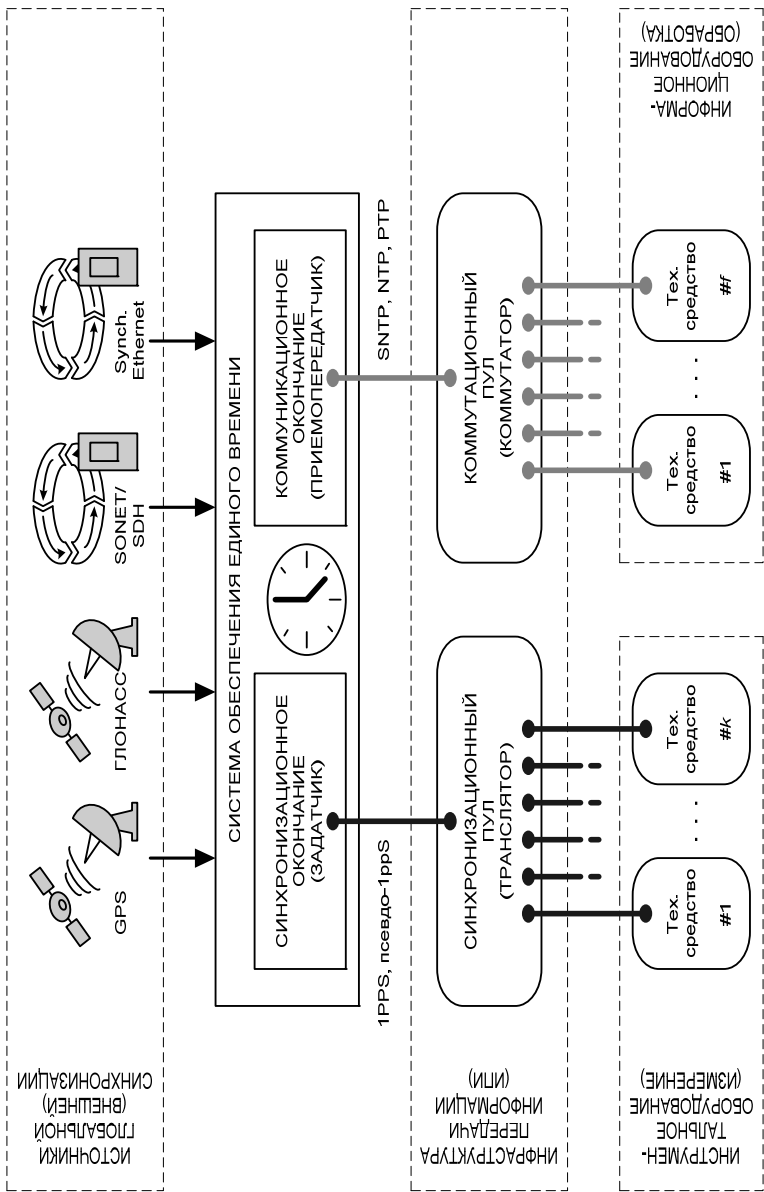 ИСТОЧНИКИ
ГЛОБАЛЬНОЙ
(ВНЕШНЕЙ)
СИНХРОНИЗАЦИИ
GPS
ГЛОНАСС
SONET/
SDH
Synch.
Ethernet
СИСТЕМА ОБЕСПЕЧЕНИЯ ЕДИНОГО ВРЕМЕНИ
СИНХРОНИЗАЦИОННОЕ
ОКОНЧАНИЕ
(ЗАДАТЧИК)
КОММУНИКАЦИОННОЕ
ОКОНЧАНИЕ
(ПРИЕМОПЕРЕДАТЧИК)
1PPS, псевдо-1ppS
SNTP, NTP, PTP
ИНФРАСТРУКТУРА
ПЕРЕДАЧИ
ИНФОРМАЦИИ
(ИПИ)
СИНХРОНИЗАЦИОННЫЙ
ПУЛ
(ТРАНСЛЯТОР)
КОММУТАЦИОННЫЙ
ПУЛ
(КОММУТАТОР)
ИНСТРУМЕН-
ТАЛЬНОЕ
ОБОРУДОВАНИЕ
(ИЗМЕРЕНИЕ)
Тех.
средство
#1
. . .
Тех.
средство
#k
Тех.
средство
#1
. . .
Тех.
средство
#f
ИНФОРМА-
ЦИОННОЕ
ОБОРУДОВАНИЕ
(ОБРАБОТКА)